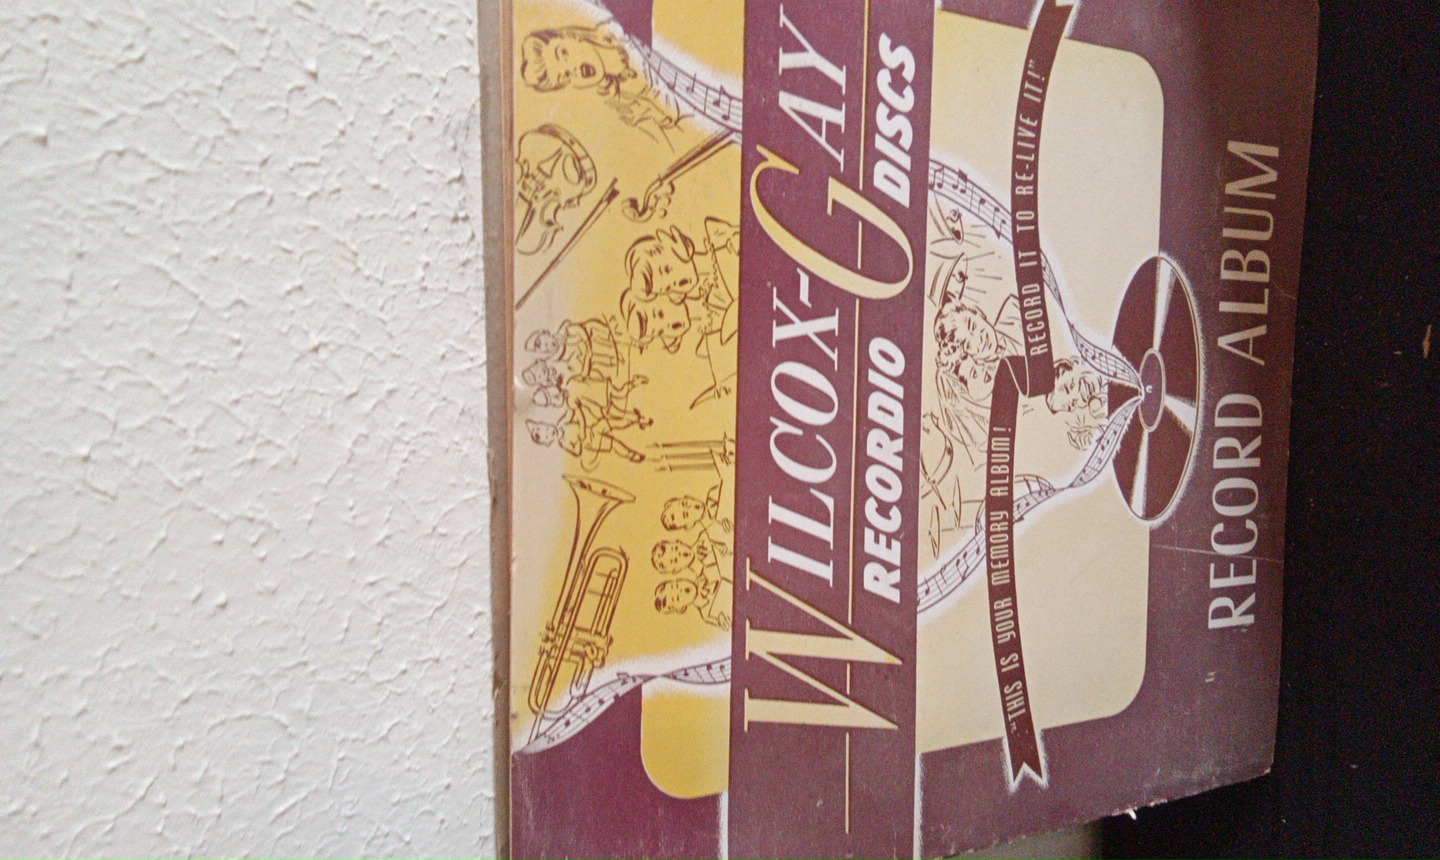 WILCOX-GAY
RECORDIO DISCS
"THIS IS YOUR MEMORY ALBUM! RECORD IT TO RE-LIVE IT!"
RECORD ALBUM